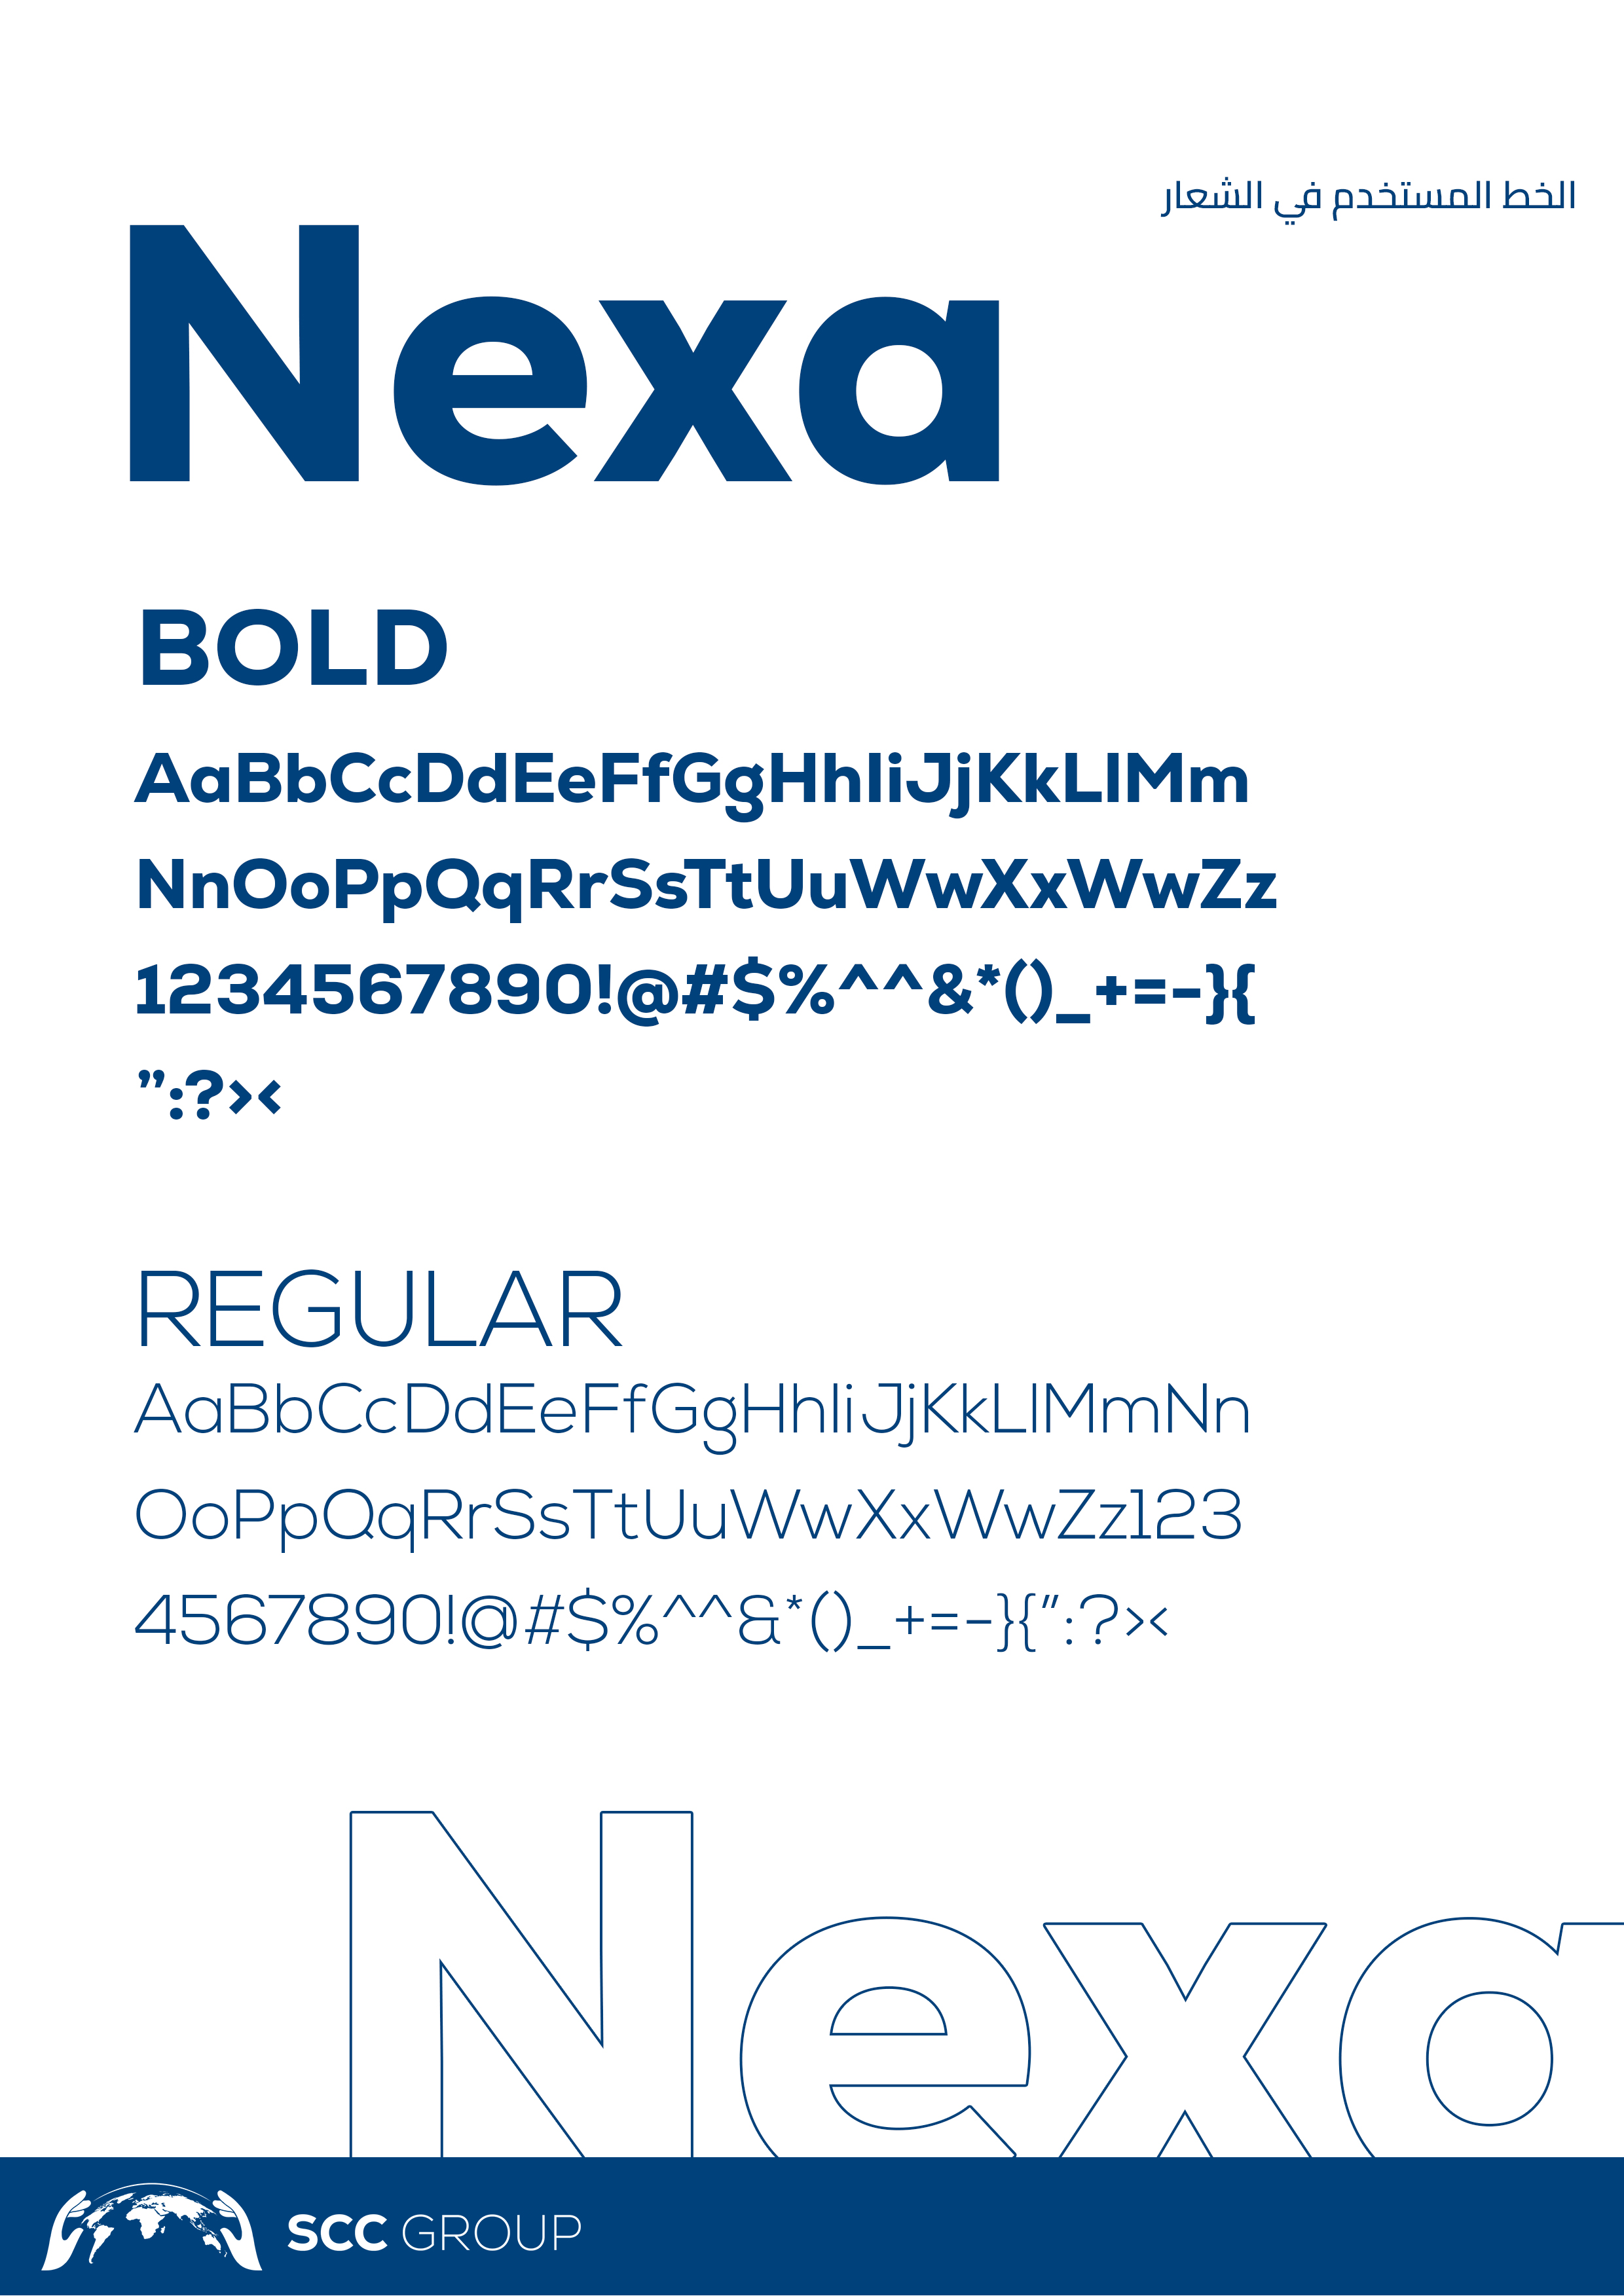 الخط المستخدم في الشعار
Nexa
BOLD
AaBbCcDdEeFfGgHhIiJjKkLlMm
NnOoPpQqRrSsTtUuWwXxWwZz
1234567890!@#$%^^&*()_+=-}{
”:?><
REGULAR
AaBbCcDdEeFfGgHhIiJjKkLlMmNn
OoPpQqRrSsTtUuWwXxWwZz123
4567890!@#$%^^&*()_+=-}{”:?><
Nexa
SCC GROUP